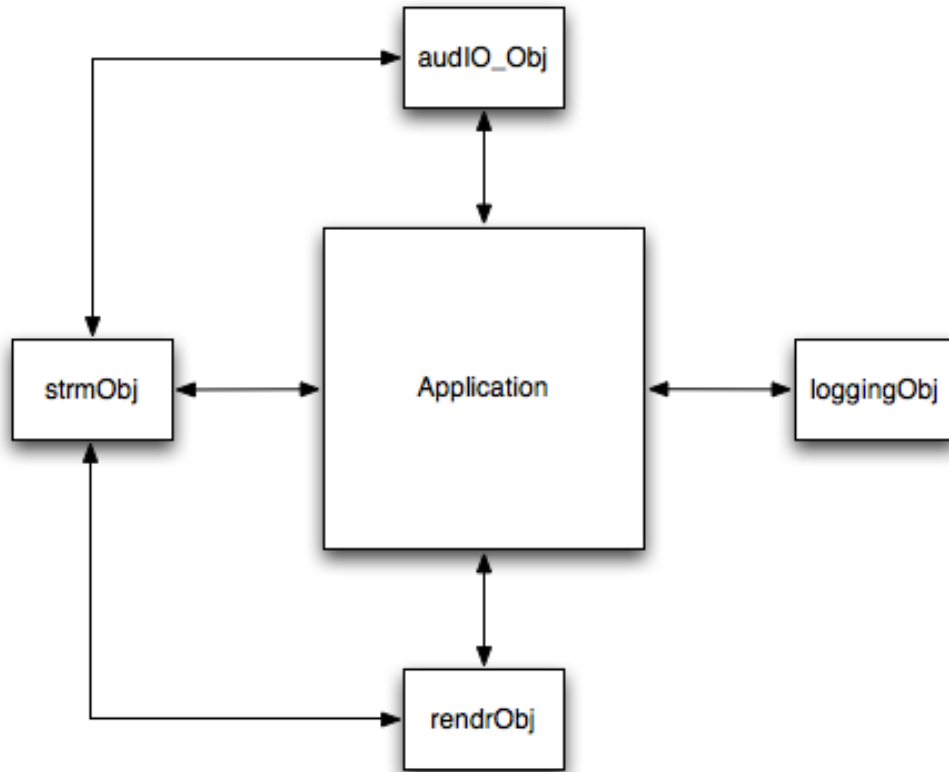 audIO_Obj
strmObj
Application
loggingObj
rendrObj